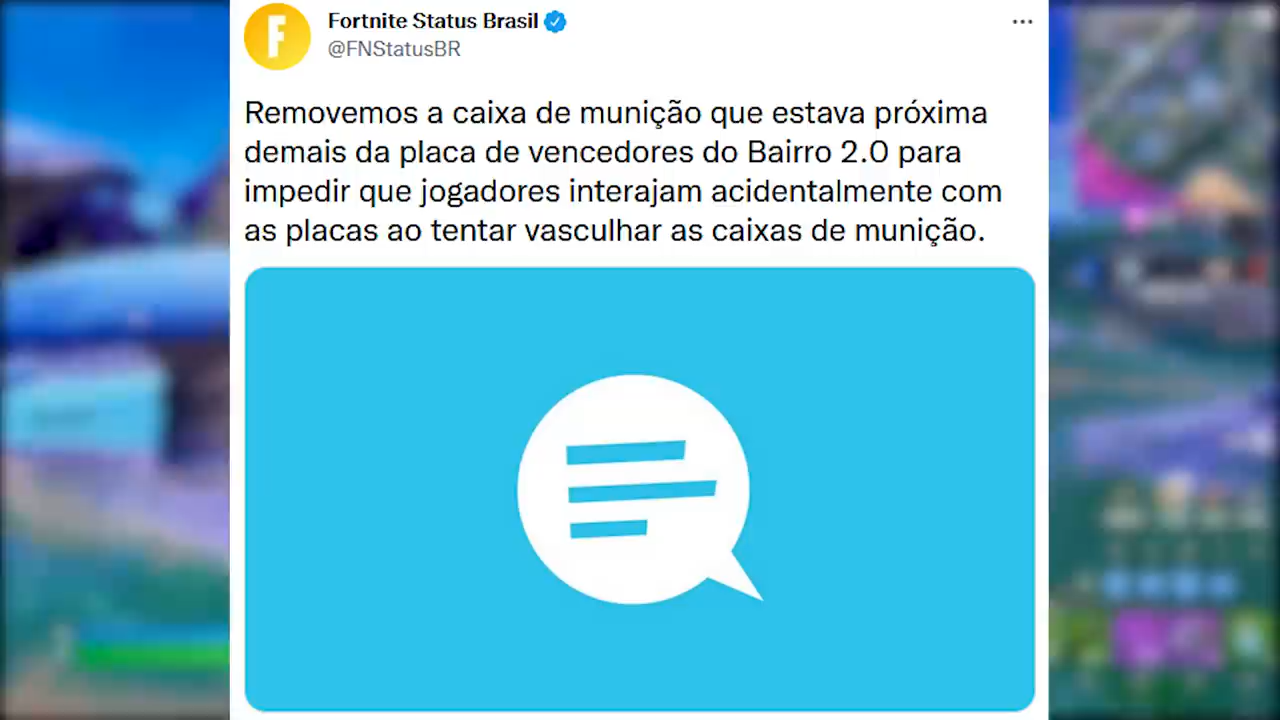 Fortnite Status Brasil
@FNStatusBR
Removemos a caixa de munição que estava próxima
demais da placa de vencedores do Bairro 2.0 para
impedir que jogadores interajam acidentalmente com
as placas ao tentar vasculhar as caixas de munição.